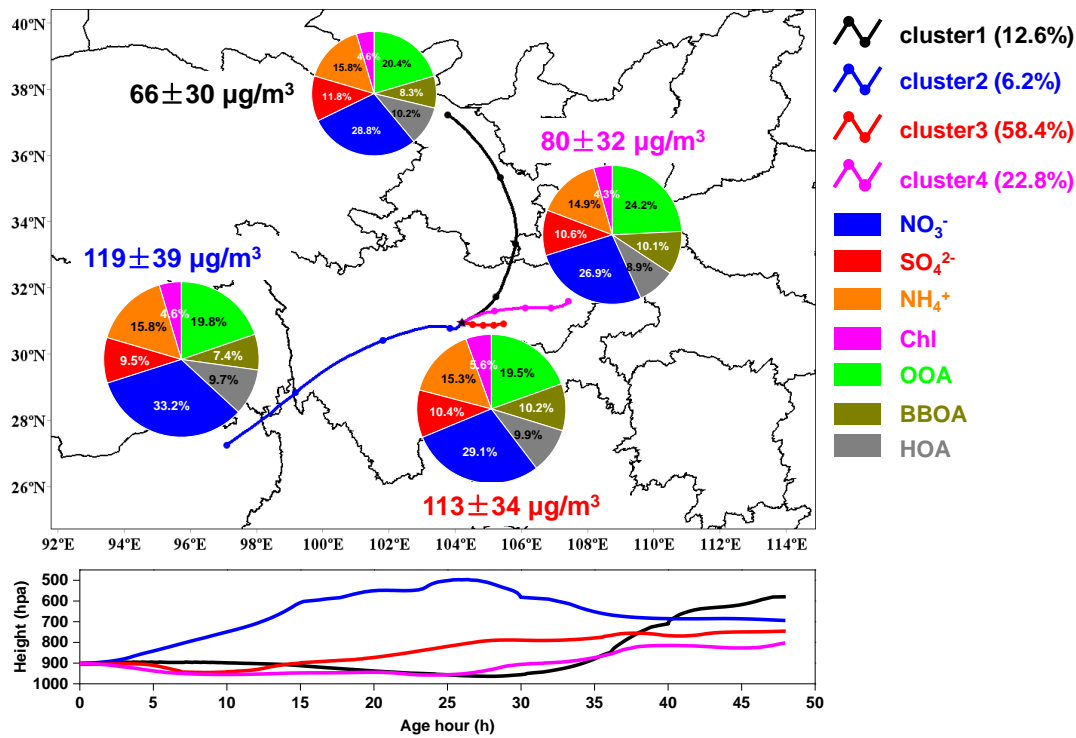 40°N
38°N
36°N
34°N
32°N
30°N
28°N
26°N
92°E 94°E 96°E 98°E 100°E 102°E 104°E 106°E 108°E 110°E 112°E 114°E
66±30 μg/m³
4.6%
20.4%
15.8%
8.3%
11.8%
10.2%
28.8%
80±32 μg/m³
4.3%
24.2%
14.9%
10.1%
10.6%
8.9%
26.9%
119±39 μg/m³
4.6%
19.8%
15.8%
7.4%
9.5%
9.7%
33.2%
5.6%
19.5%
15.3%
10.2%
10.4%
9.9%
29.1%
113±34 μg/m³
cluster1 (12.6%)
cluster2 (6.2%)
cluster3 (58.4%)
cluster4 (22.8%)
NO₃⁻
SO₄²⁻
NH₄⁺
Chl
OOA
BBOA
HOA
Height (hpa)
500
600
700
800
900
1000
0 5 10 15 20 25 30 35 40 45 50
Age hour (h)